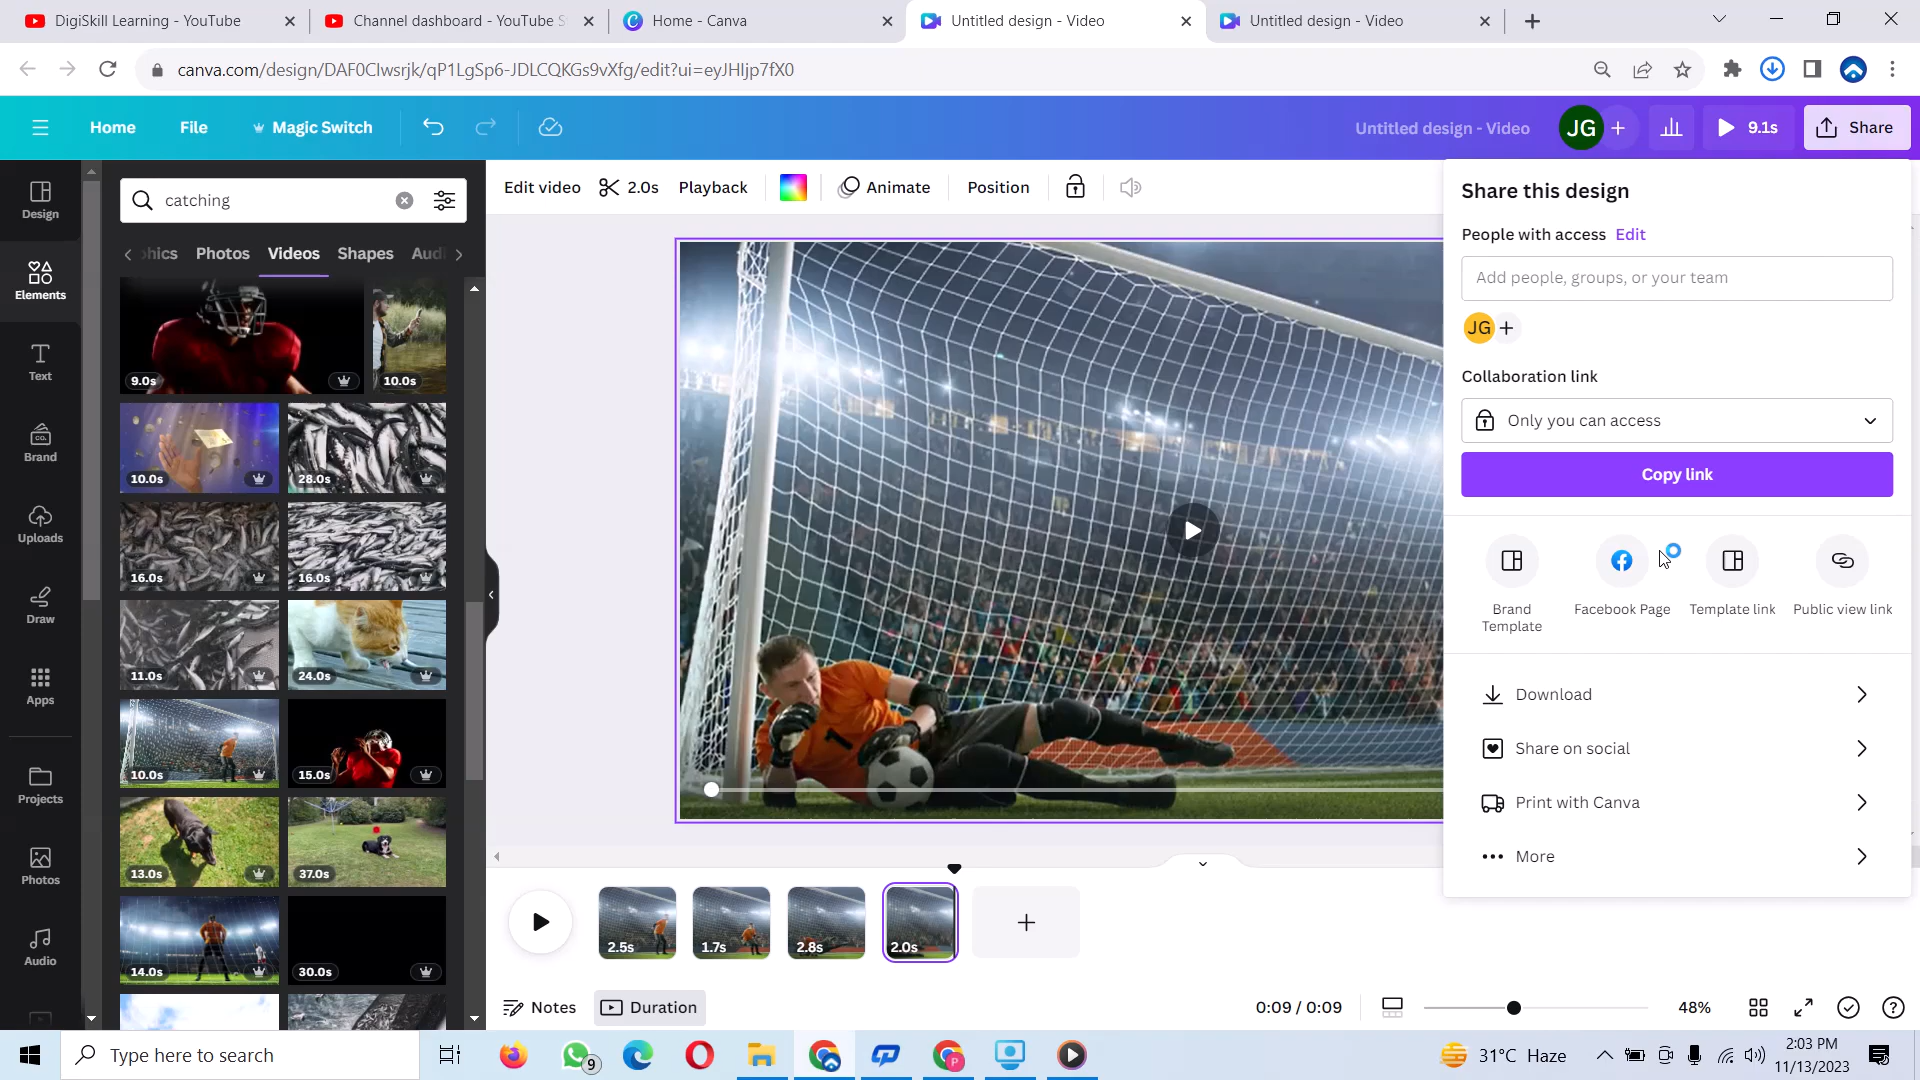 DigiSkill Learning - YouTube
Channel dashboard - YouTube S
Home - Canva
Untitled design - Video
Untitled design - Video
canva.com/design/DAF0Clwsrjk/qP1LgSp6-JDLCQKGs9vXfg/edit?ui=eyJHIjp7fX0
Home
File
Magic Switch
Untitled design - Video
JG
9.1s
Share
Design
Elements
Text
Brand
Uploads
Draw
Apps
Projects
Photos
Audio
catching
hics
Photos
Videos
Shapes
Audi
9.0s
10.0s
10.0s
28.0s
16.0s
16.0s
11.0s
24.0s
10.0s
15.0s
13.0s
37.0s
14.0s
30.0s
Edit video
2.0s
Playback
Animate
Position
1
Share this design
People with access Edit
Add people, groups, or your team
JG
Collaboration link
Only you can access
Copy link
Brand
Template
Facebook Page
Template link
Public view link
Download
Share on social
Print with Canva
More
2.5s
1.7s
2.8s
2.0s
Notes
Duration
0:09 / 0:09
48%
Type here to search
9
31°C Haze
2:03 PM
11/13/2023